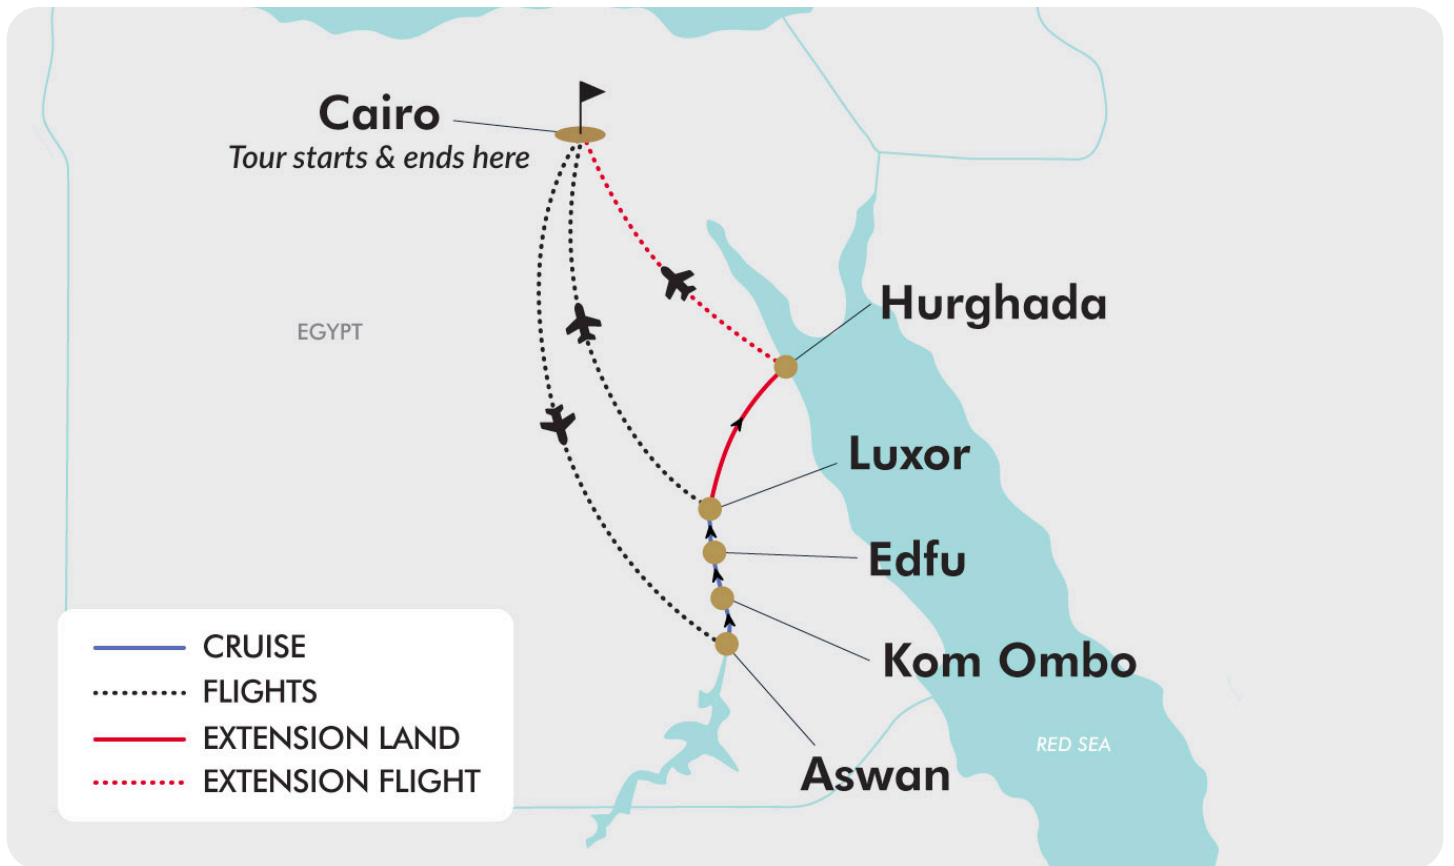 Cairo
Tour starts & ends here
Hurghada
EGYPT
Luxor
Edfu
Kom Ombo
Aswan
RED SEA
CRUISE
FLIGHTS
EXTENSION LAND
EXTENSION FLIGHT